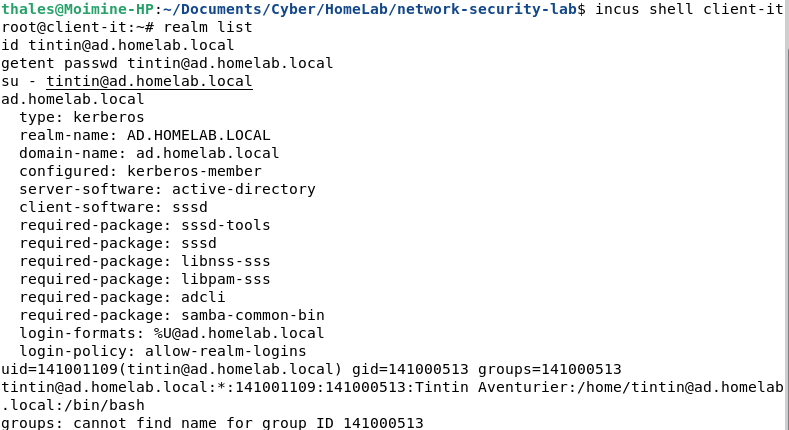 thales@Moimine-HP:~/Documents/Cyber/HomeLab/network-security-lab$ incus shell client-it
root@client-it:~# realm list
id tintin@ad.homelab.local
getent passwd tintin@ad.homelab.local
su - tintin@ad.homelab.local
ad.homelab.local
  type: kerberos
  realm-name: AD.HOMELAB.LOCAL
  domain-name: ad.homelab.local
  configured: kerberos-member
  server-software: active-directory
  client-software: sssd
  required-package: sssd-tools
  required-package: sssd
  required-package: libnss-sss
  required-package: libpam-sss
  required-package: adcli
  required-package: samba-common-bin
  login-formats: %U@ad.homelab.local
  login-policy: allow-realm-logins
uid=141001109(tintin@ad.homelab.local) gid=141000513 groups=141000513
tintin@ad.homelab.local:*:141001109:141000513:Tintin Aventurier:/home/tintin@ad.homelab
.local:/bin/bash
groups: cannot find name for group ID 141000513